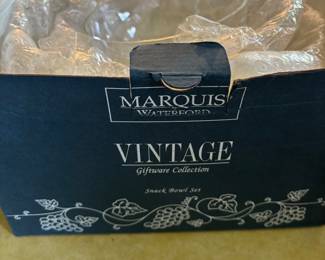 MARQUIS
WATERFORD
VINTAGE
Giftware Collection
Snack Bowl Set